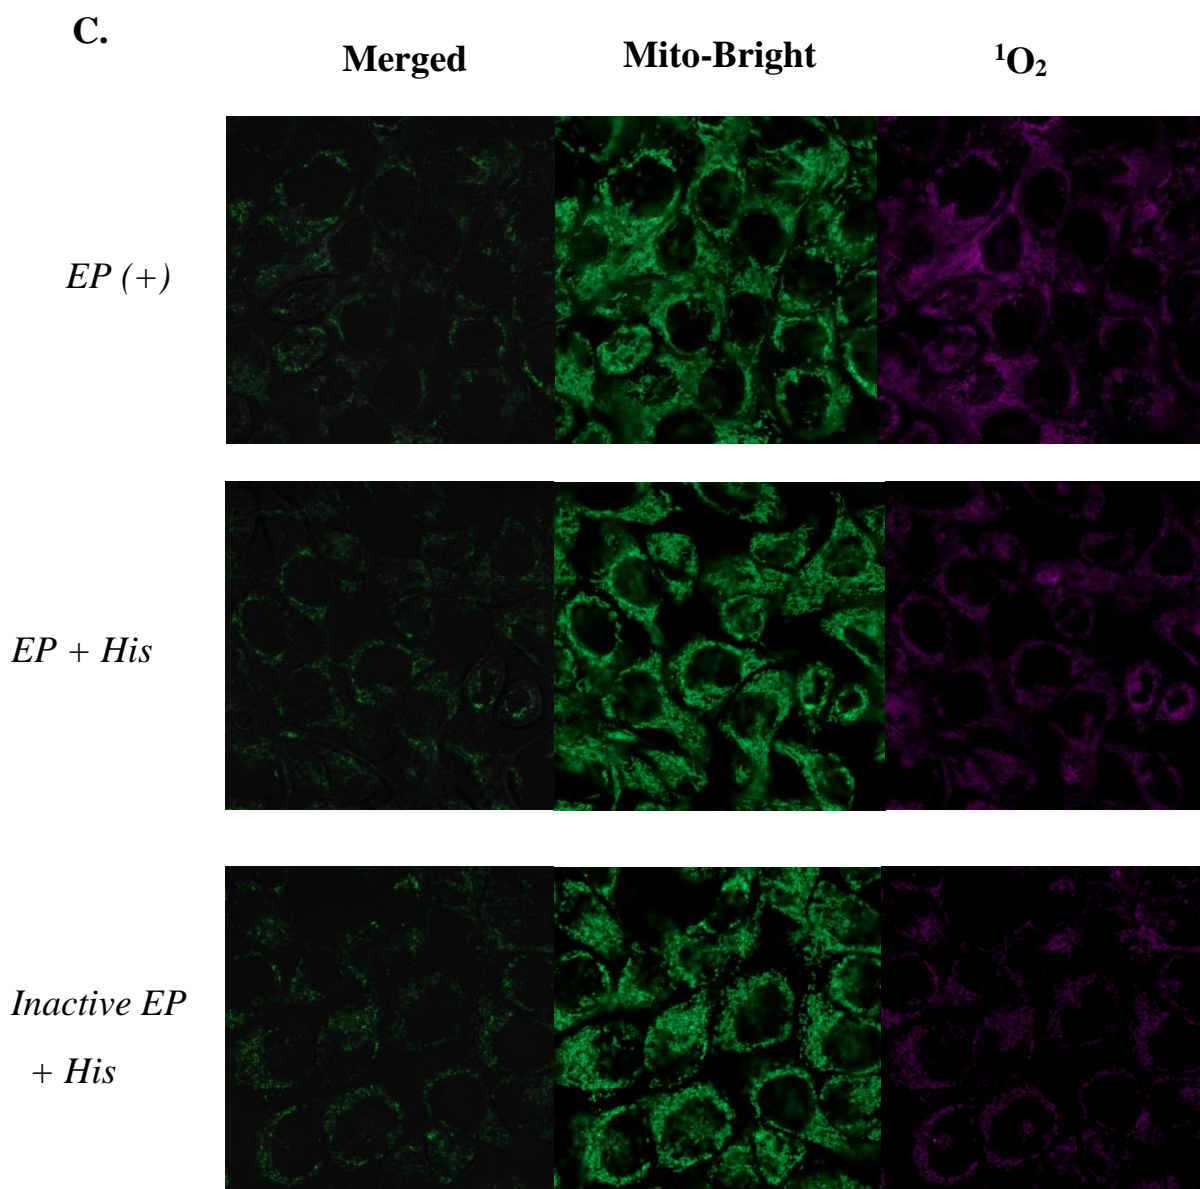 C.
Merged Mito-Bright ¹O₂
EP (+)
EP + His
Inactive EP
+ His